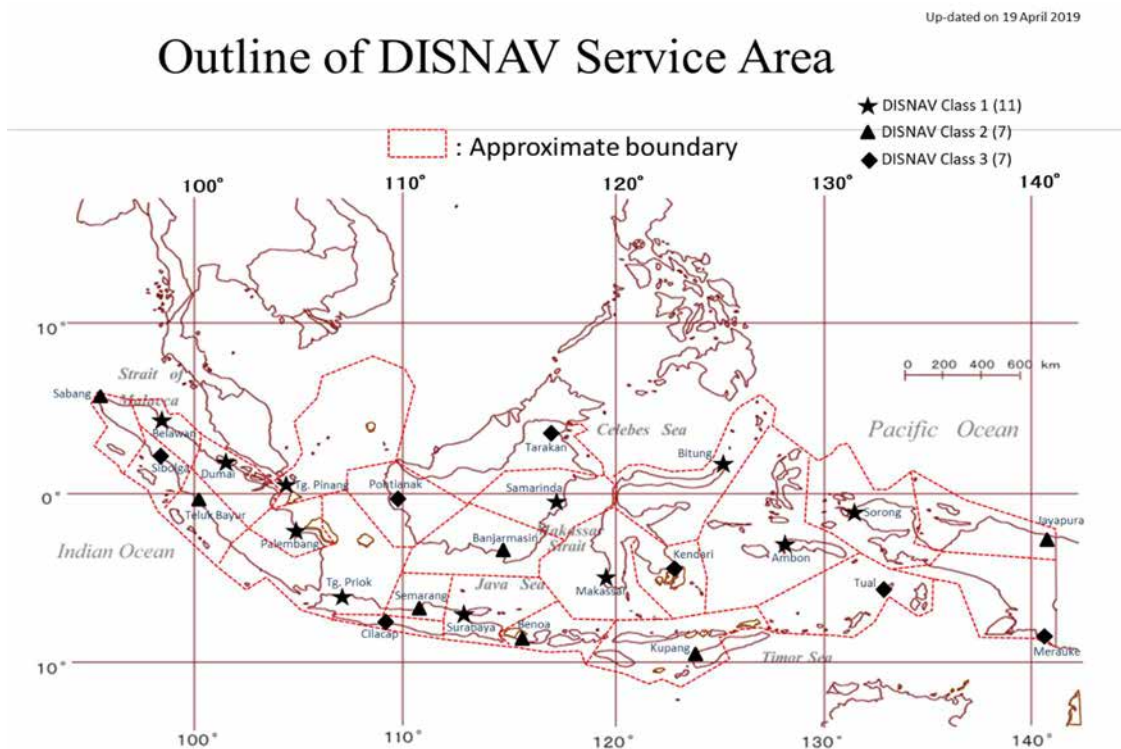 Up-dated on 19 April 2019
Outline of DISNAV Service Area
DISNAV Class 1 (11)
DISNAV Class 2 (7)
DISNAV Class 3 (7)
: Approximate boundary
100° 110° 120° 130° 140°
10°
0 200 400 600 km
Strait of
Malacca
Sabang
Belawan
Celebes Sea
Pacific Ocean
Tarakan
Bitung
Sibolga
Dumai
Tg. Pinang
Pontianak
Samarinda
0°
Teluk Bayur
Sorong
Indian Ocean
Palembang
Banjarmasin
Makassar
Strait
Kendari
Ambon
Jayapura
Tg. Priok
Semarang
Java Sea
Makassar
Tual
Cilacap
Surabaya
Benoa
Kupang
Timor Sea
Merauke
10°
100° 110° 120° 130° 140°